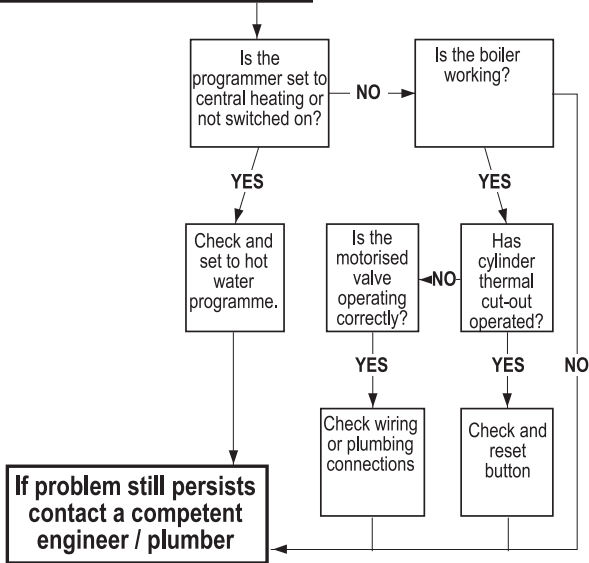 Is the
programmer set to
central heating or
not switched on?
NO
Is the boiler
working?
YES
YES
Check and
set to hot
water
programme.
Is the
motorised
valve
operating
correctly?
NO
Has
cylinder
thermal
cut-out
operated?
YES
YES
NO
Check wiring
or plumbing
connections
Check and
reset
button
If problem still persists
contact a competent
engineer / plumber